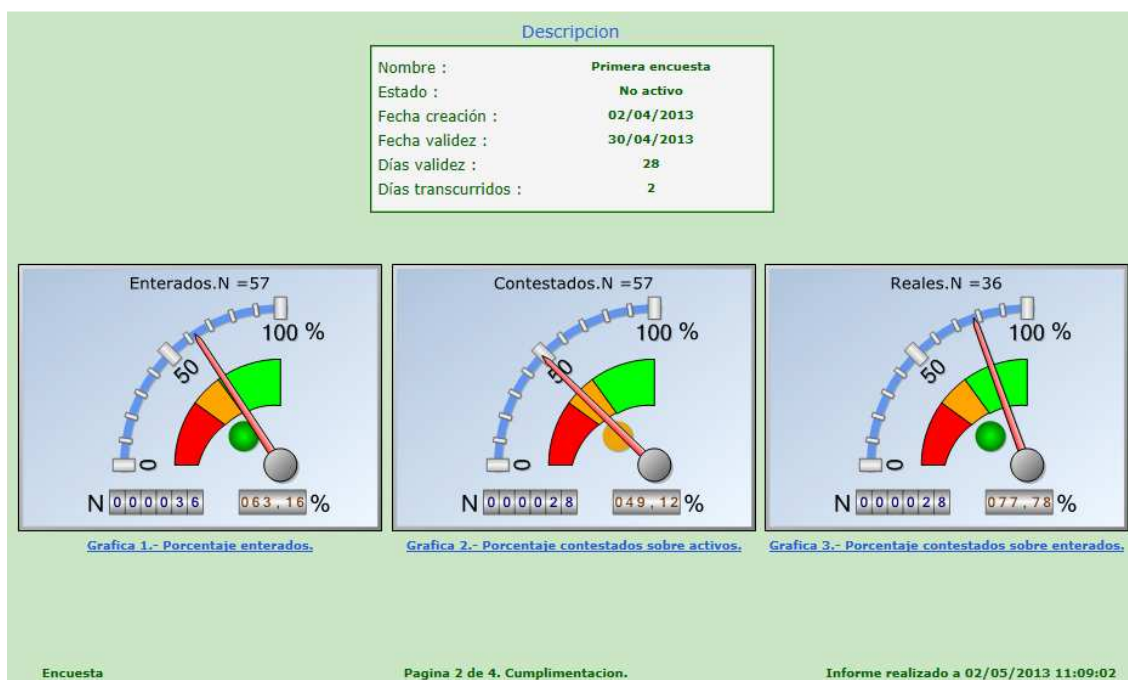 Descripcion
Nombre : Primera encuesta
Estado : No activo
Fecha creación : 02/04/2013
Fecha validez : 30/04/2013
Días validez : 28
Días transcurridos : 2
Enterados.N =57
100 %
50
0
N 000036 063,16 %
Grafica 1.- Porcentaje enterados.
Contestados.N =57
100 %
50
0
N 000028 049,12 %
Grafica 2.- Porcentaje contestados sobre activos.
Reales.N =36
100 %
50
0
N 000028 077,78 %
Grafica 3.- Porcentaje contestados sobre enterados.
Encuesta
Pagina 2 de 4. Cumplimentacion.
Informe realizado a 02/05/2013 11:09:02